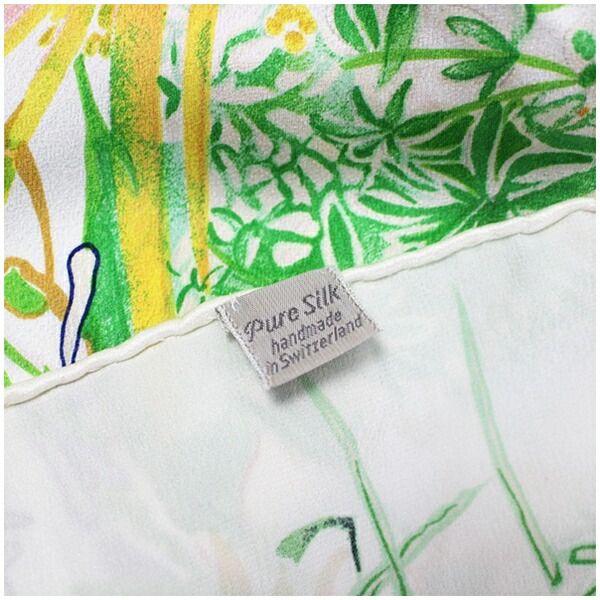 Pure Silk
handmade
in Switzerland